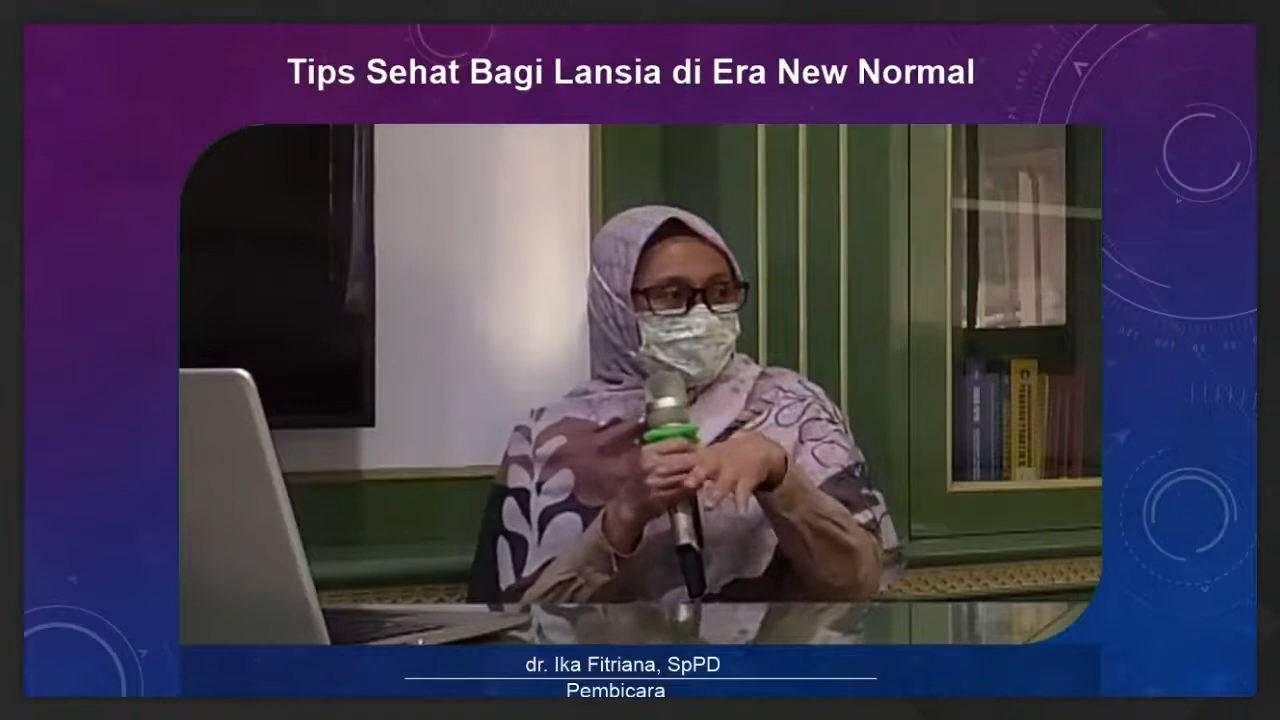 Tips Sehat Bagi Lansia di Era New Normal
dr. Ika Fitriana, SpPD
Pembicara